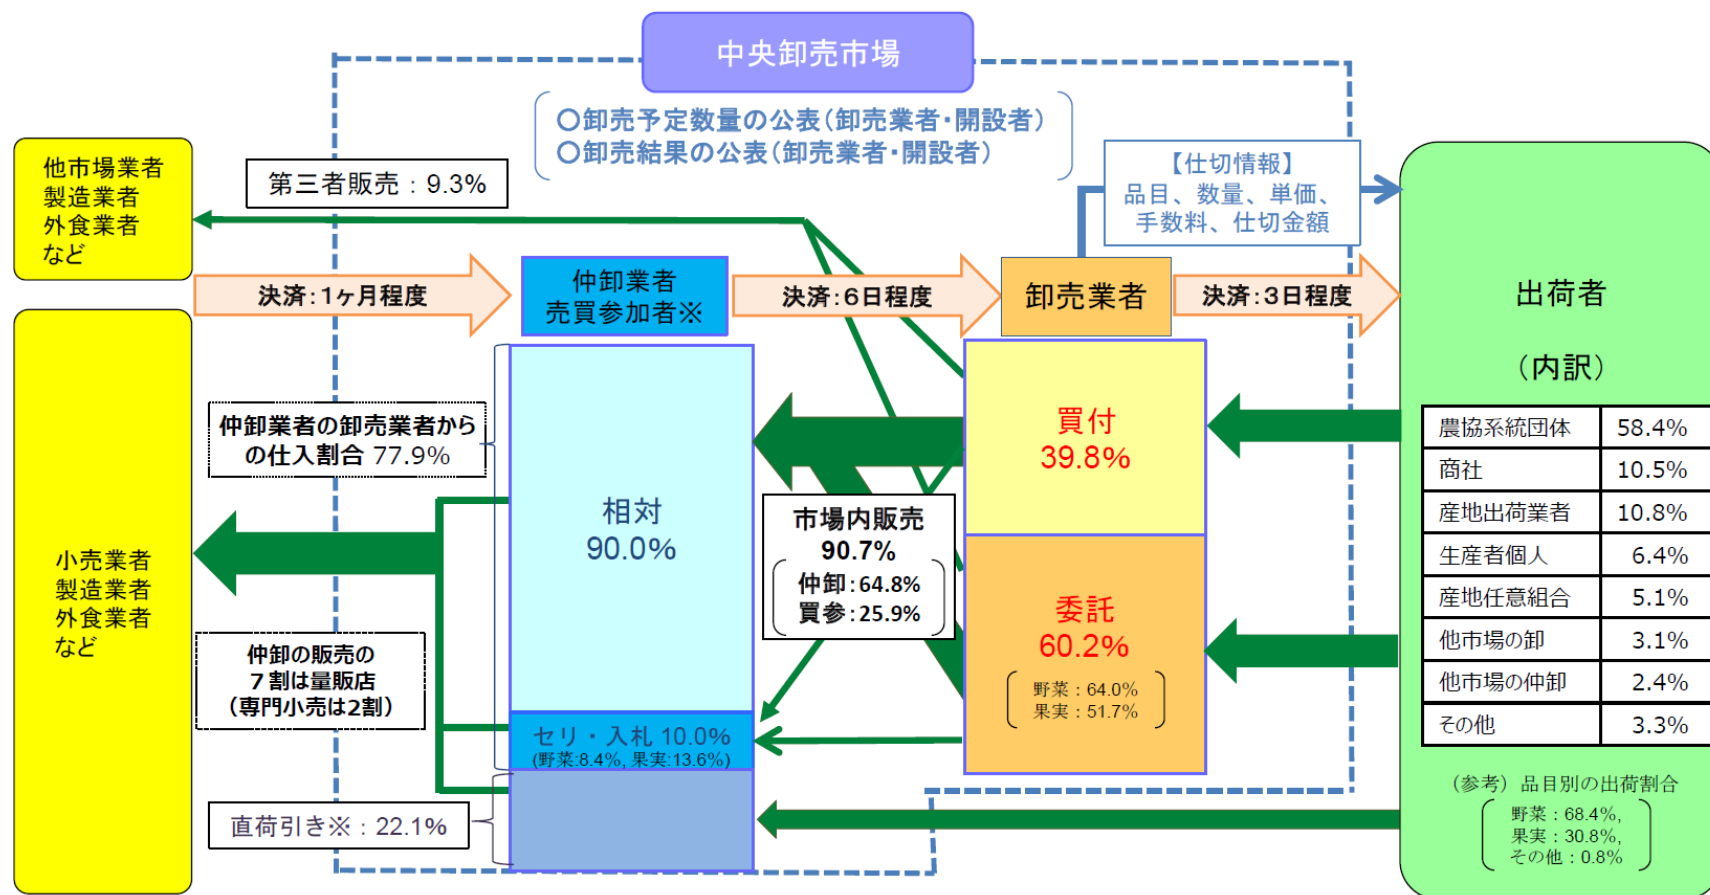 中央卸売市場
〇卸売予定数量の公表(卸売業者・開設者)
〇卸売結果の公表(卸売業者・開設者)
他市場業者
製造業者
外食業者
など
第三者販売：9.3%
【仕切情報】
品目、数量、単価、
手数料、仕切金額
決済：1ヶ月程度
仲卸業者
売買参加者※
決済：6日程度
卸売業者
決済：3日程度
出荷者
（内訳）
農協系統団体 58.4%
商社 10.5%
産地出荷業者 10.8%
生産者個人 6.4%
産地任意組合 5.1%
他市場の卸 3.1%
他市場の仲卸 2.4%
その他 3.3%
（参考）品目別の出荷割合
野菜：68.4%,
果実：30.8%,
その他：0.8%
買付
39.8%
委託
60.2%
野菜：64.0%
果実：51.7%
市場内販売
90.7%
仲卸：64.8%
買参：25.9%
仲卸業者の卸売業者から
の仕入割合 77.9%
相対
90.0%
セリ・入札 10.0%
(野菜:8.4%, 果実:13.6%)
直荷引き※：22.1%
小売業者
製造業者
外食業者
など
仲卸の販売の
７割は量販店
（専門小売は2割）